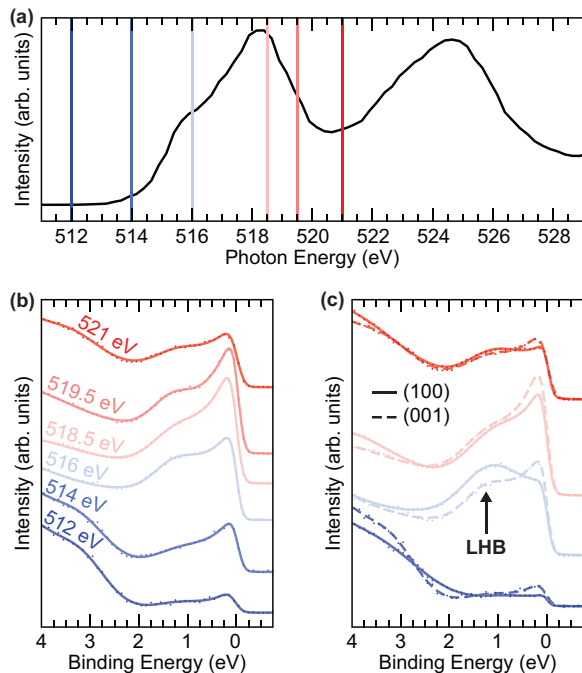 (a)
Intensity (arb. units)
512 514 516 518 520 522 524 526 528
Photon Energy (eV)
(b)
Intensity (arb. units)
521 eV
519.5 eV
518.5 eV
516 eV
514 eV
512 eV
4 3 2 1 0
Binding Energy (eV)
(c)
Intensity (arb. units)
(100)
(001)
LHB
4 3 2 1 0
Binding Energy (eV)